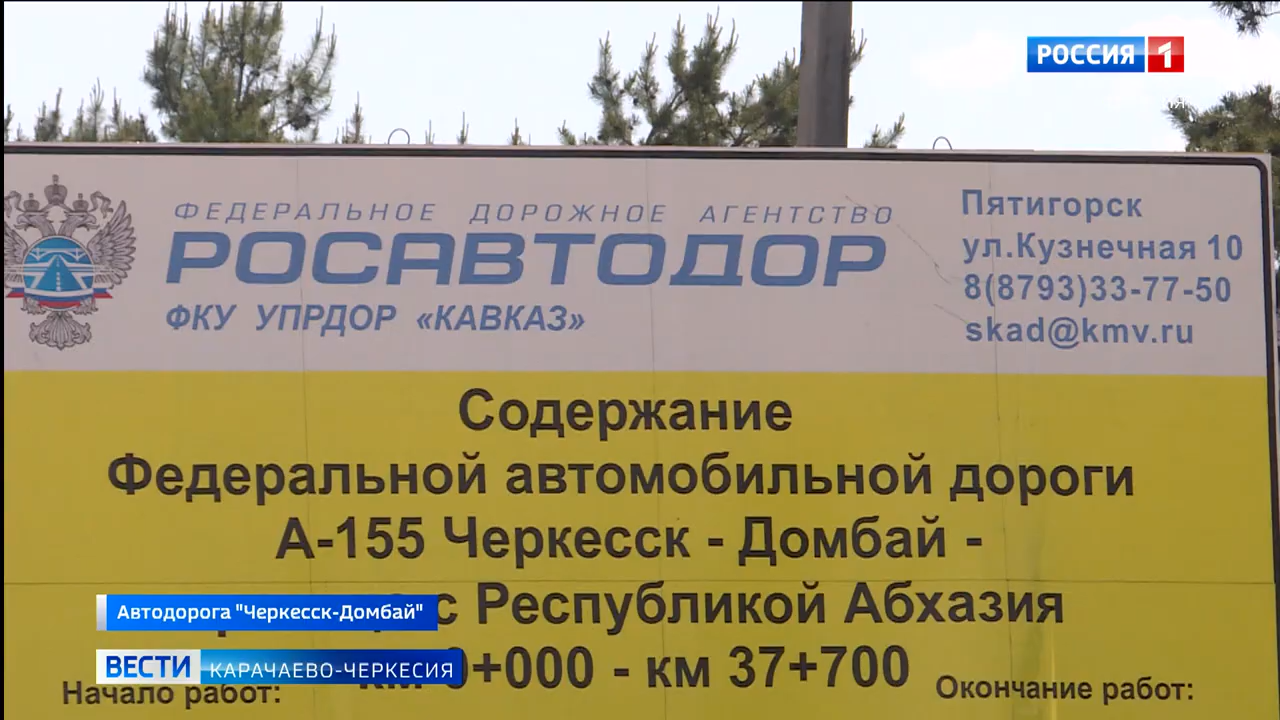 РОССИЯ 1
ФЕДЕРАЛЬНОЕ ДОРОЖНОЕ АГЕНТСТВО
РОСАВТОДОР
ФКУ УПРДОР «КАВКАЗ»
Пятигорск
ул.Кузнечная 10
8(8793)33-77-50
skad@kmv.ru
Содержание
Федеральной автомобильной дороги
А-155 Черкесск - Домбай -
с Республикой Абхазия
км 0+000 - км 37+700
Автодорога "Черкесск-Домбай"
ВЕСТИ КАРАЧАЕВО-ЧЕРКЕСИЯ
Начало работ:
Окончание работ: